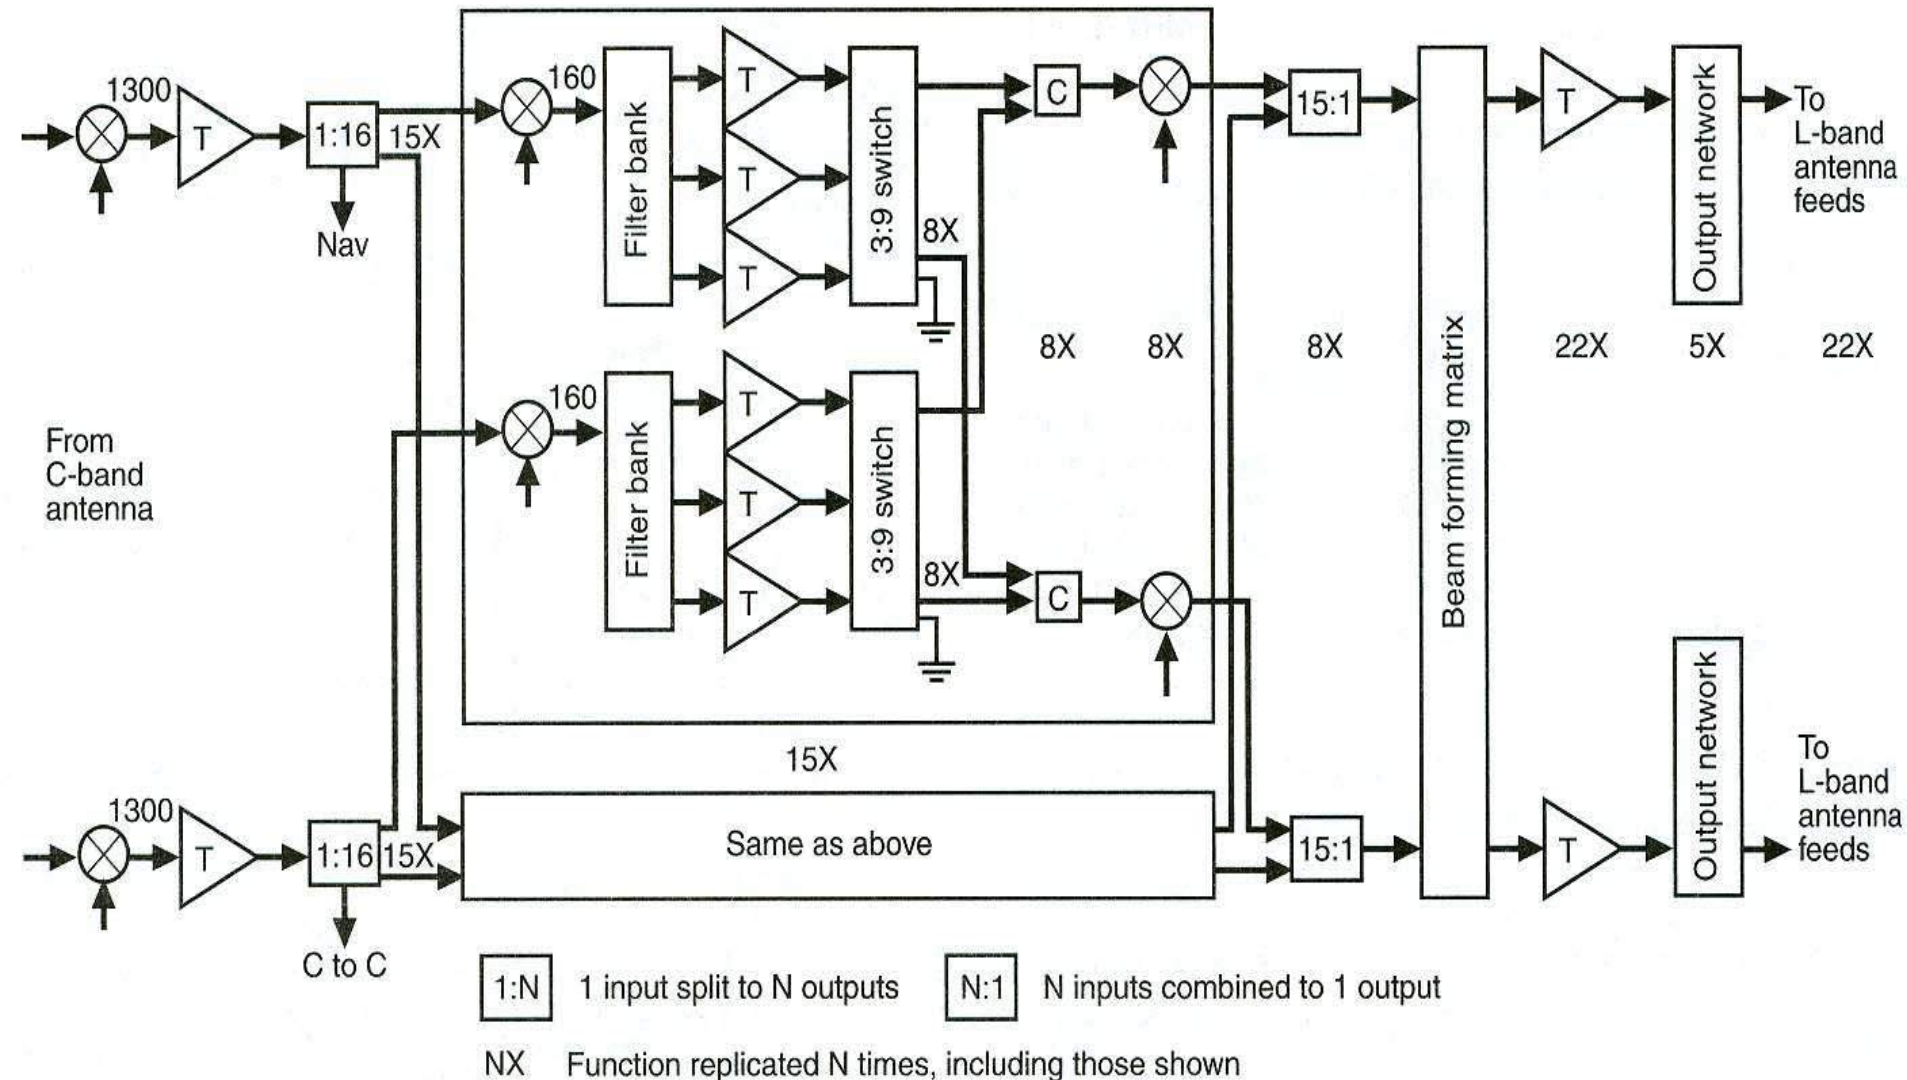 1300
T
1:16
15X
Nav
160
Filter bank
T
T
T
3:9 switch
8X
C
15:1
T
Output network
To
L-band
antenna
feeds
8X
8X
8X
Beam forming matrix
22X
5X
22X
From
C-band
antenna
160
Filter bank
T
T
T
3:9 switch
8X
C
15X
1300
T
1:16
15X
C to C
Same as above
15:1
T
Output network
To
L-band
antenna
feeds
1:N
1 input split to N outputs
N:1
N inputs combined to 1 output
NX
Function replicated N times, including those shown